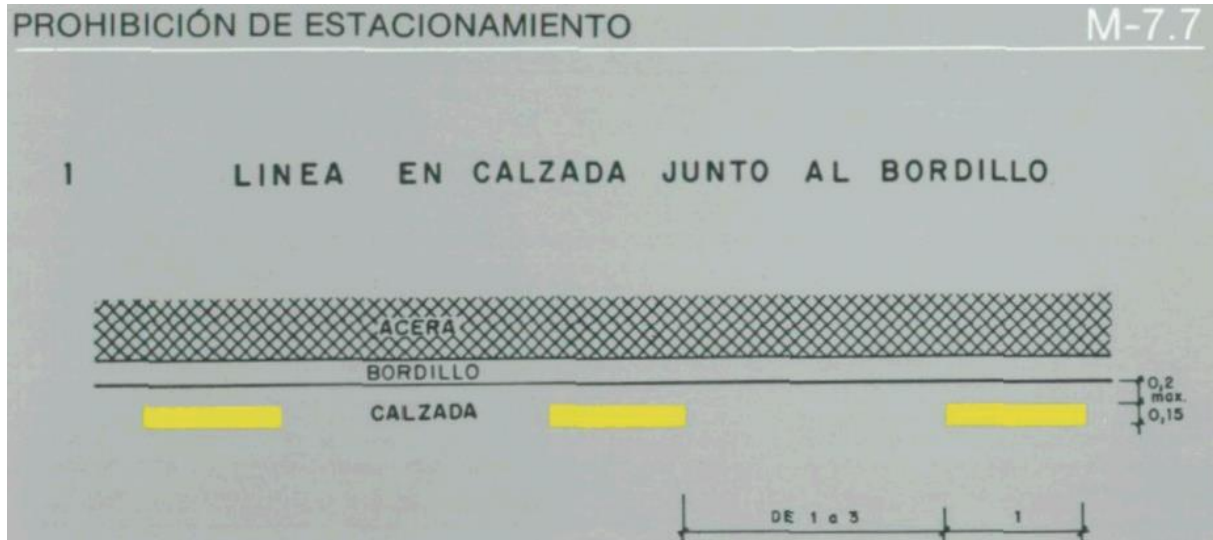 PROHIBICIÓN DE ESTACIONAMIENTO M-7.7
1 LINEA EN CALZADA JUNTO AL BORDILLO
ACERA
BORDILLO
CALZADA
0,2
max.
0,15
DE 1 a 3 1